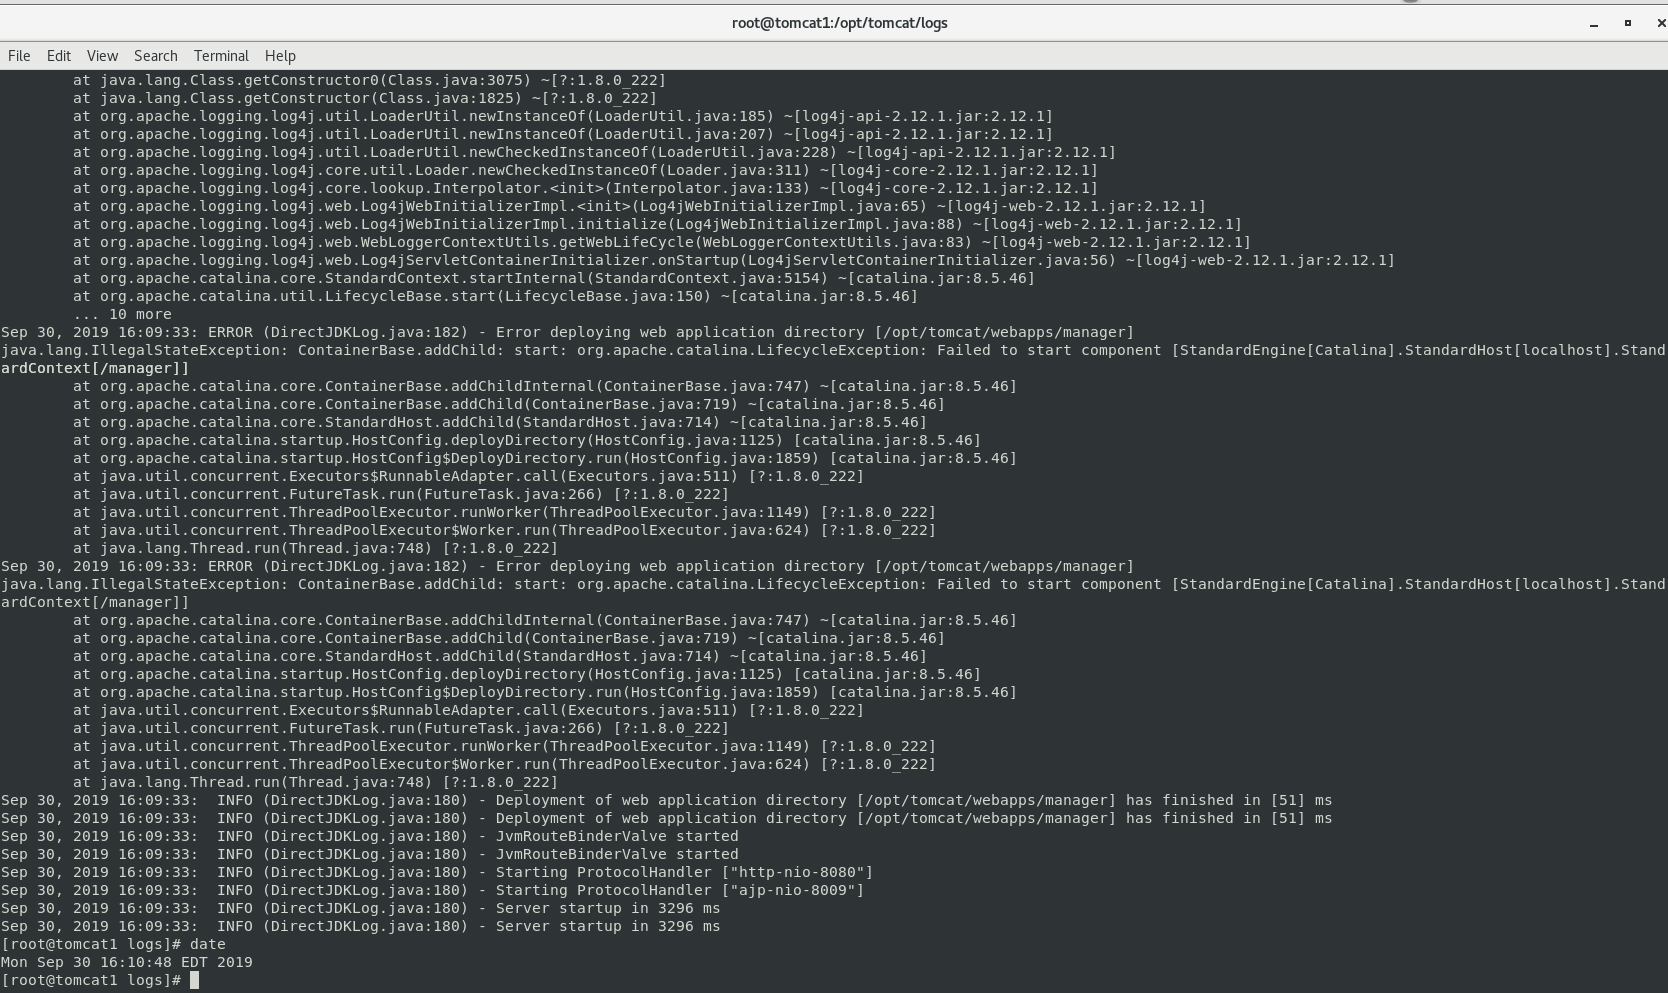 root@tomcat1:/opt/tomcat/logs
File Edit View Search Terminal Help
at java.lang.Class.getConstructor0(Class.java:3075) ~[?:1.8.0_222]
at java.lang.Class.getConstructor(Class.java:1825) ~[?:1.8.0_222]
at org.apache.logging.log4j.util.LoaderUtil.newInstanceOf(LoaderUtil.java:185) ~[log4j-api-2.12.1.jar:2.12.1]
at org.apache.logging.log4j.util.LoaderUtil.newInstanceOf(LoaderUtil.java:207) ~[log4j-api-2.12.1.jar:2.12.1]
at org.apache.logging.log4j.util.LoaderUtil.newCheckedInstanceOf(LoaderUtil.java:228) ~[log4j-api-2.12.1.jar:2.12.1]
at org.apache.logging.log4j.core.util.Loader.newCheckedInstanceOf(Loader.java:311) ~[log4j-core-2.12.1.jar:2.12.1]
at org.apache.logging.log4j.core.lookup.Interpolator.<init>(Interpolator.java:133) ~[log4j-core-2.12.1.jar:2.12.1]
at org.apache.logging.log4j.web.Log4jWebInitializerImpl.<init>(Log4jWebInitializerImpl.java:65) ~[log4j-web-2.12.1.jar:2.12.1]
at org.apache.logging.log4j.web.Log4jWebInitializerImpl.initialize(Log4jWebInitializerImpl.java:88) ~[log4j-web-2.12.1.jar:2.12.1]
at org.apache.logging.log4j.web.WebLoggerContextUtils.getWebLifeCycle(WebLoggerContextUtils.java:83) ~[log4j-web-2.12.1.jar:2.12.1]
at org.apache.logging.log4j.web.Log4jServletContainerInitializer.onStartup(Log4jServletContainerInitializer.java:56) ~[log4j-web-2.12.1.jar:2.12.1]
at org.apache.catalina.core.StandardContext.startInternal(StandardContext.java:5154) ~[catalina.jar:8.5.46]
at org.apache.catalina.util.LifecycleBase.start(LifecycleBase.java:150) ~[catalina.jar:8.5.46]
... 10 more
Sep 30, 2019 16:09:33: ERROR (DirectJDKLog.java:182) - Error deploying web application directory [/opt/tomcat/webapps/manager]
java.lang.IllegalStateException: ContainerBase.addChild: start: org.apache.catalina.LifecycleException: Failed to start component [StandardEngine[Catalina].StandardHost[localhost].Stand
ardContext[/manager]]
at org.apache.catalina.core.ContainerBase.addChildInternal(ContainerBase.java:747) ~[catalina.jar:8.5.46]
at org.apache.catalina.core.ContainerBase.addChild(ContainerBase.java:719) ~[catalina.jar:8.5.46]
at org.apache.catalina.core.StandardHost.addChild(StandardHost.java:714) ~[catalina.jar:8.5.46]
at org.apache.catalina.startup.HostConfig.deployDirectory(HostConfig.java:1125) [catalina.jar:8.5.46]
at org.apache.catalina.startup.HostConfig$DeployDirectory.run(HostConfig.java:1859) [catalina.jar:8.5.46]
at java.util.concurrent.Executors$RunnableAdapter.call(Executors.java:511) [?:1.8.0_222]
at java.util.concurrent.FutureTask.run(FutureTask.java:266) [?:1.8.0_222]
at java.util.concurrent.ThreadPoolExecutor.runWorker(ThreadPoolExecutor.java:1149) [?:1.8.0_222]
at java.util.concurrent.ThreadPoolExecutor$Worker.run(ThreadPoolExecutor.java:624) [?:1.8.0_222]
at java.lang.Thread.run(Thread.java:748) [?:1.8.0_222]
Sep 30, 2019 16:09:33: ERROR (DirectJDKLog.java:182) - Error deploying web application directory [/opt/tomcat/webapps/manager]
java.lang.IllegalStateException: ContainerBase.addChild: start: org.apache.catalina.LifecycleException: Failed to start component [StandardEngine[Catalina].StandardHost[localhost].Stand
ardContext[/manager]]
at org.apache.catalina.core.ContainerBase.addChildInternal(ContainerBase.java:747) ~[catalina.jar:8.5.46]
at org.apache.catalina.core.ContainerBase.addChild(ContainerBase.java:719) ~[catalina.jar:8.5.46]
at org.apache.catalina.core.StandardHost.addChild(StandardHost.java:714) ~[catalina.jar:8.5.46]
at org.apache.catalina.startup.HostConfig.deployDirectory(HostConfig.java:1125) [catalina.jar:8.5.46]
at org.apache.catalina.startup.HostConfig$DeployDirectory.run(HostConfig.java:1859) [catalina.jar:8.5.46]
at java.util.concurrent.Executors$RunnableAdapter.call(Executors.java:511) [?:1.8.0_222]
at java.util.concurrent.FutureTask.run(FutureTask.java:266) [?:1.8.0_222]
at java.util.concurrent.ThreadPoolExecutor.runWorker(ThreadPoolExecutor.java:1149) [?:1.8.0_222]
at java.util.concurrent.ThreadPoolExecutor$Worker.run(ThreadPoolExecutor.java:624) [?:1.8.0_222]
at java.lang.Thread.run(Thread.java:748) [?:1.8.0_222]
Sep 30, 2019 16:09:33:  INFO (DirectJDKLog.java:180) - Deployment of web application directory [/opt/tomcat/webapps/manager] has finished in [51] ms
Sep 30, 2019 16:09:33:  INFO (DirectJDKLog.java:180) - Deployment of web application directory [/opt/tomcat/webapps/manager] has finished in [51] ms
Sep 30, 2019 16:09:33:  INFO (DirectJDKLog.java:180) - JvmRouteBinderValve started
Sep 30, 2019 16:09:33:  INFO (DirectJDKLog.java:180) - JvmRouteBinderValve started
Sep 30, 2019 16:09:33:  INFO (DirectJDKLog.java:180) - Starting ProtocolHandler ["http-nio-8080"]
Sep 30, 2019 16:09:33:  INFO (DirectJDKLog.java:180) - Starting ProtocolHandler ["ajp-nio-8009"]
Sep 30, 2019 16:09:33:  INFO (DirectJDKLog.java:180) - Server startup in 3296 ms
Sep 30, 2019 16:09:33:  INFO (DirectJDKLog.java:180) - Server startup in 3296 ms
[root@tomcat1 logs]# date
Mon Sep 30 16:10:48 EDT 2019
[root@tomcat1 logs]#